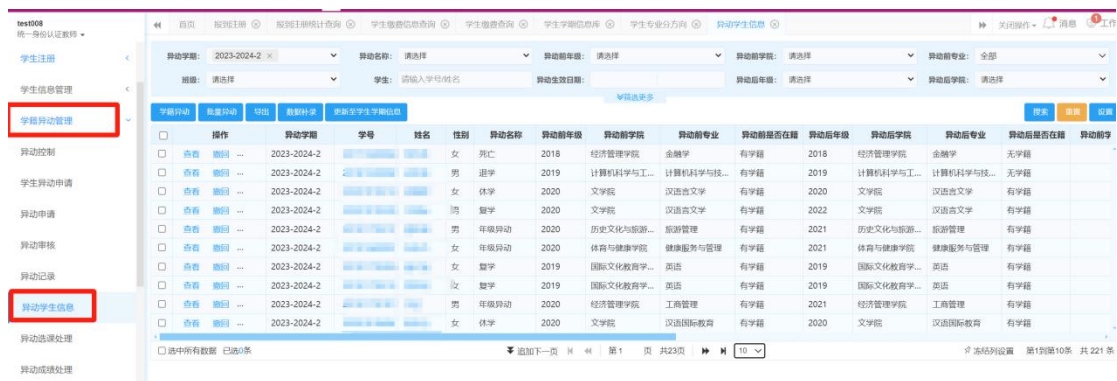 test008
统一身份认证教师
首页 报到注册 报到注册统计查询 学生缴费信息查询 学生缴费查询 学生学期信息库 学生专业分方向 异动学生信息 关闭操作 消息 工作
学生注册
学生信息管理
学籍异动管理
异动控制
学生异动申请
异动申请
异动审核
异动记录
异动学生信息
异动选课处理
异动成绩处理
异动学期: 2023-2024-2 × 异动名称: 请选择 异动前年级: 请选择 异动前学院: 请选择 异动前专业: 全部
班级: 请选择 学生: 请输入学号/姓名 异动生效日期: 异动后年级: 请选择 异动后学院: 请选择
筛选更多
学籍异动 批量异动 导出 数据补录 更新至学生学期信息 搜索 重置 设置
操作 异动学期 学号 姓名 性别 异动名称 异动前年级 异动前学院 异动前专业 异动前是否在籍 异动后年级 异动后学院 异动后专业 异动后是否在籍 异动前学
查看 撤回 ... 2023-2024-2 女 死亡 2018 经济管理学院 金融学 有学籍 2018 经济管理学院 金融学 无学籍
查看 撤回 ... 2023-2024-2 男 退学 2019 计算机科学与工... 计算机科学与技... 有学籍 2019 计算机科学与工... 计算机科学与技... 无学籍
查看 撤回 ... 2023-2024-2 女 休学 2020 文学院 汉语言文学 有学籍 2020 文学院 汉语言文学 有学籍
查看 撤回 ... 2023-2024-2 男 复学 2020 文学院 汉语言文学 有学籍 2022 文学院 汉语言文学 有学籍
查看 撤回 ... 2023-2024-2 男 年级异动 2020 历史文化与旅游... 旅游管理 有学籍 2021 历史文化与旅游... 旅游管理 有学籍
查看 撤回 ... 2023-2024-2 女 年级异动 2020 体育与健康学院 健康服务与管理 有学籍 2021 体育与健康学院 健康服务与管理 有学籍
查看 撤回 ... 2023-2024-2 女 复学 2019 国际文化教育学... 英语 有学籍 2019 国际文化教育学... 英语 有学籍
查看 撤回 ... 2023-2024-2 女 复学 2019 国际文化教育学... 英语 有学籍 2019 国际文化教育学... 英语 有学籍
查看 撤回 ... 2023-2024-2 男 年级异动 2020 经济管理学院 工商管理 有学籍 2021 经济管理学院 工商管理 有学籍
查看 撤回 ... 2023-2024-2 女 休学 2020 文学院 汉语国际教育 有学籍 2020 文学院 汉语国际教育 有学籍
选中所有数据 已选0条 追加下一页 第1 页 共23页 10 冻结列设置 第1到第10条 共 221 条